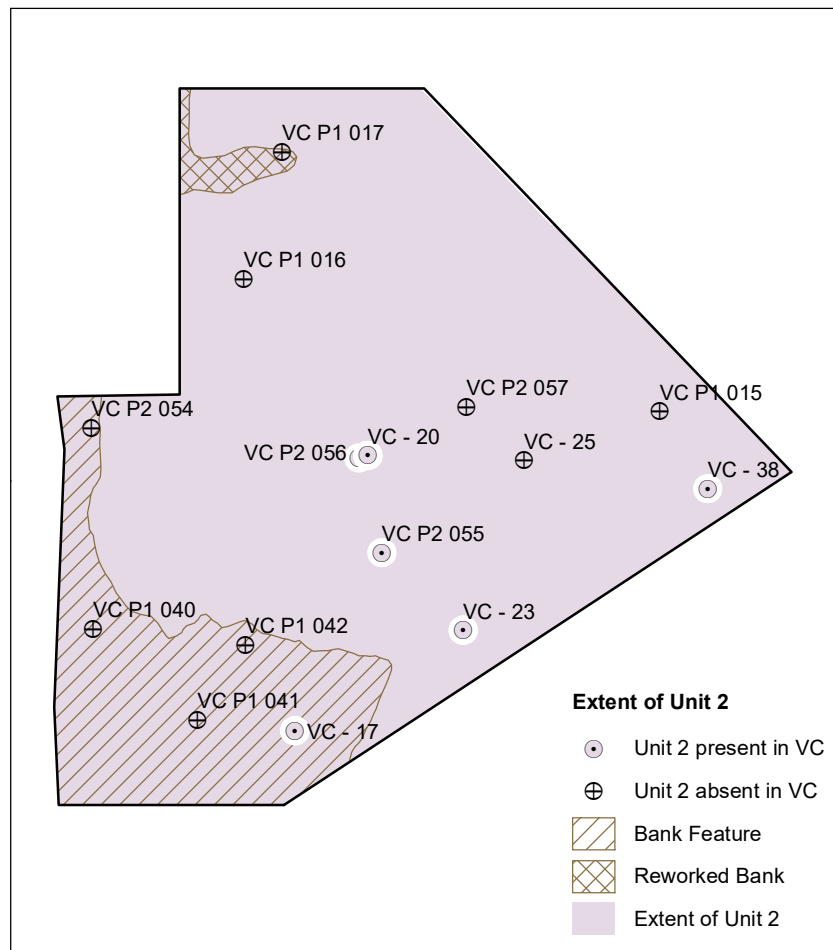 VC P1 017
VC P1 016
VC P2 054
VC P2 057
VC P1 015
VC P2 056
VC - 20
VC - 25
VC - 38
VC P2 055
VC P1 040
VC P1 042
VC - 23
VC P1 041
VC - 17
Extent of Unit 2
Unit 2 present in VC
Unit 2 absent in VC
Bank Feature
Reworked Bank
Extent of Unit 2